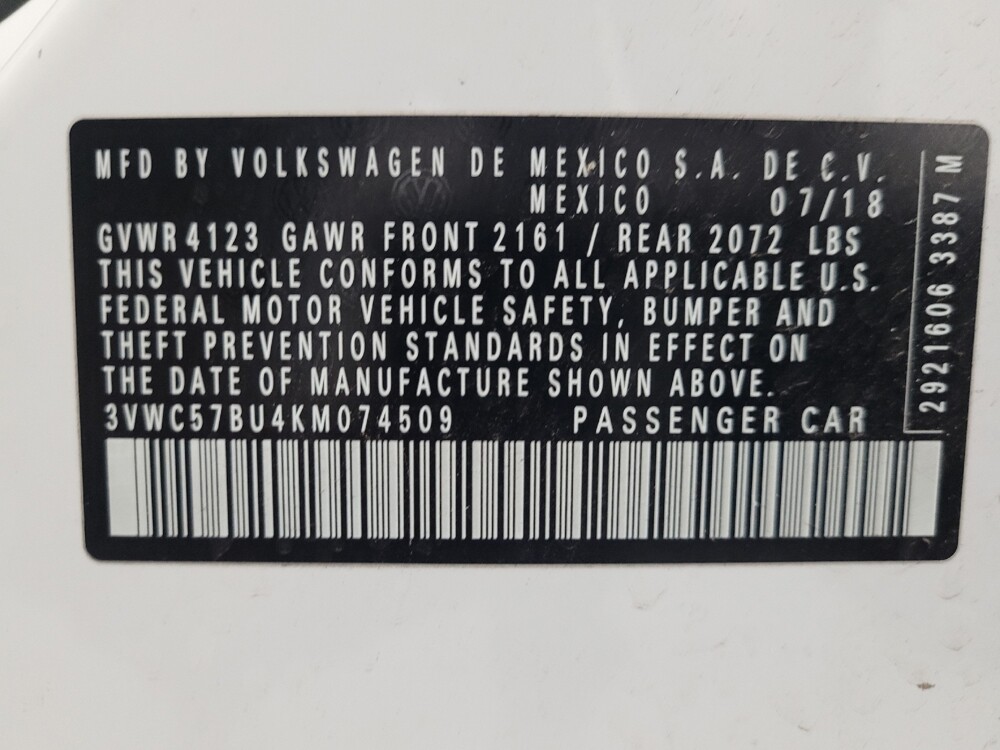 MFD BY VOLKSWAGEN DE MEXICO S.A. DE C.V.
MEXICO 07/18
GVWR 4123 GAWR FRONT 2161 / REAR 2072 LBS
THIS VEHICLE CONFORMS TO ALL APPLICABLE U.S.
FEDERAL MOTOR VEHICLE SAFETY, BUMPER AND
THEFT PREVENTION STANDARDS IN EFFECT ON
THE DATE OF MANUFACTURE SHOWN ABOVE.
3VWC57BU4KM074509 PASSENGER CAR
2921606 3387 M